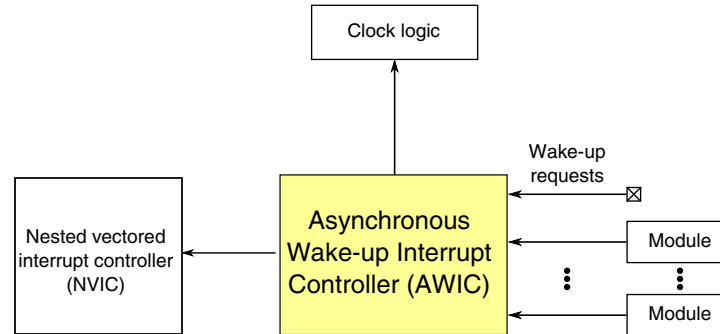 Clock logic
Wake-up
requests
Nested vectored
interrupt controller
(NVIC)
Asynchronous
Wake-up Interrupt
Controller (AWIC)
Module
Module